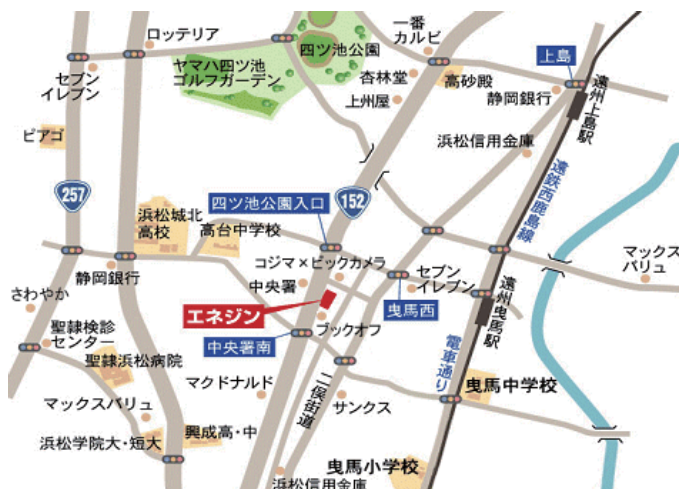 ロッテリア
四ツ池公園
一番
カルビ
上島
セブン
イレブン
ヤマハ四ツ池
ゴルフガーデン
杏林堂
高砂殿
上州屋
静岡銀行
遠州上島駅
ピアゴ
浜松信用金庫
遠鉄西鹿島線
257
152
四ツ池公園入口
浜松城北
高校
高台中学校
コジマ×ビックカメラ
マックス
バリュ
静岡銀行
中央署
セブン
イレブン
曳馬西
遠州曳馬駅
さわやか
エネジン
ブックオフ
聖隷検診
センター
中央署南
電車通り
聖隷浜松病院
マクドナルド
二俣街道
曳馬中学校
マックスバリュ
サンクス
浜松学院大・短大
興成高・中
曳馬小学校
浜松信用金庫